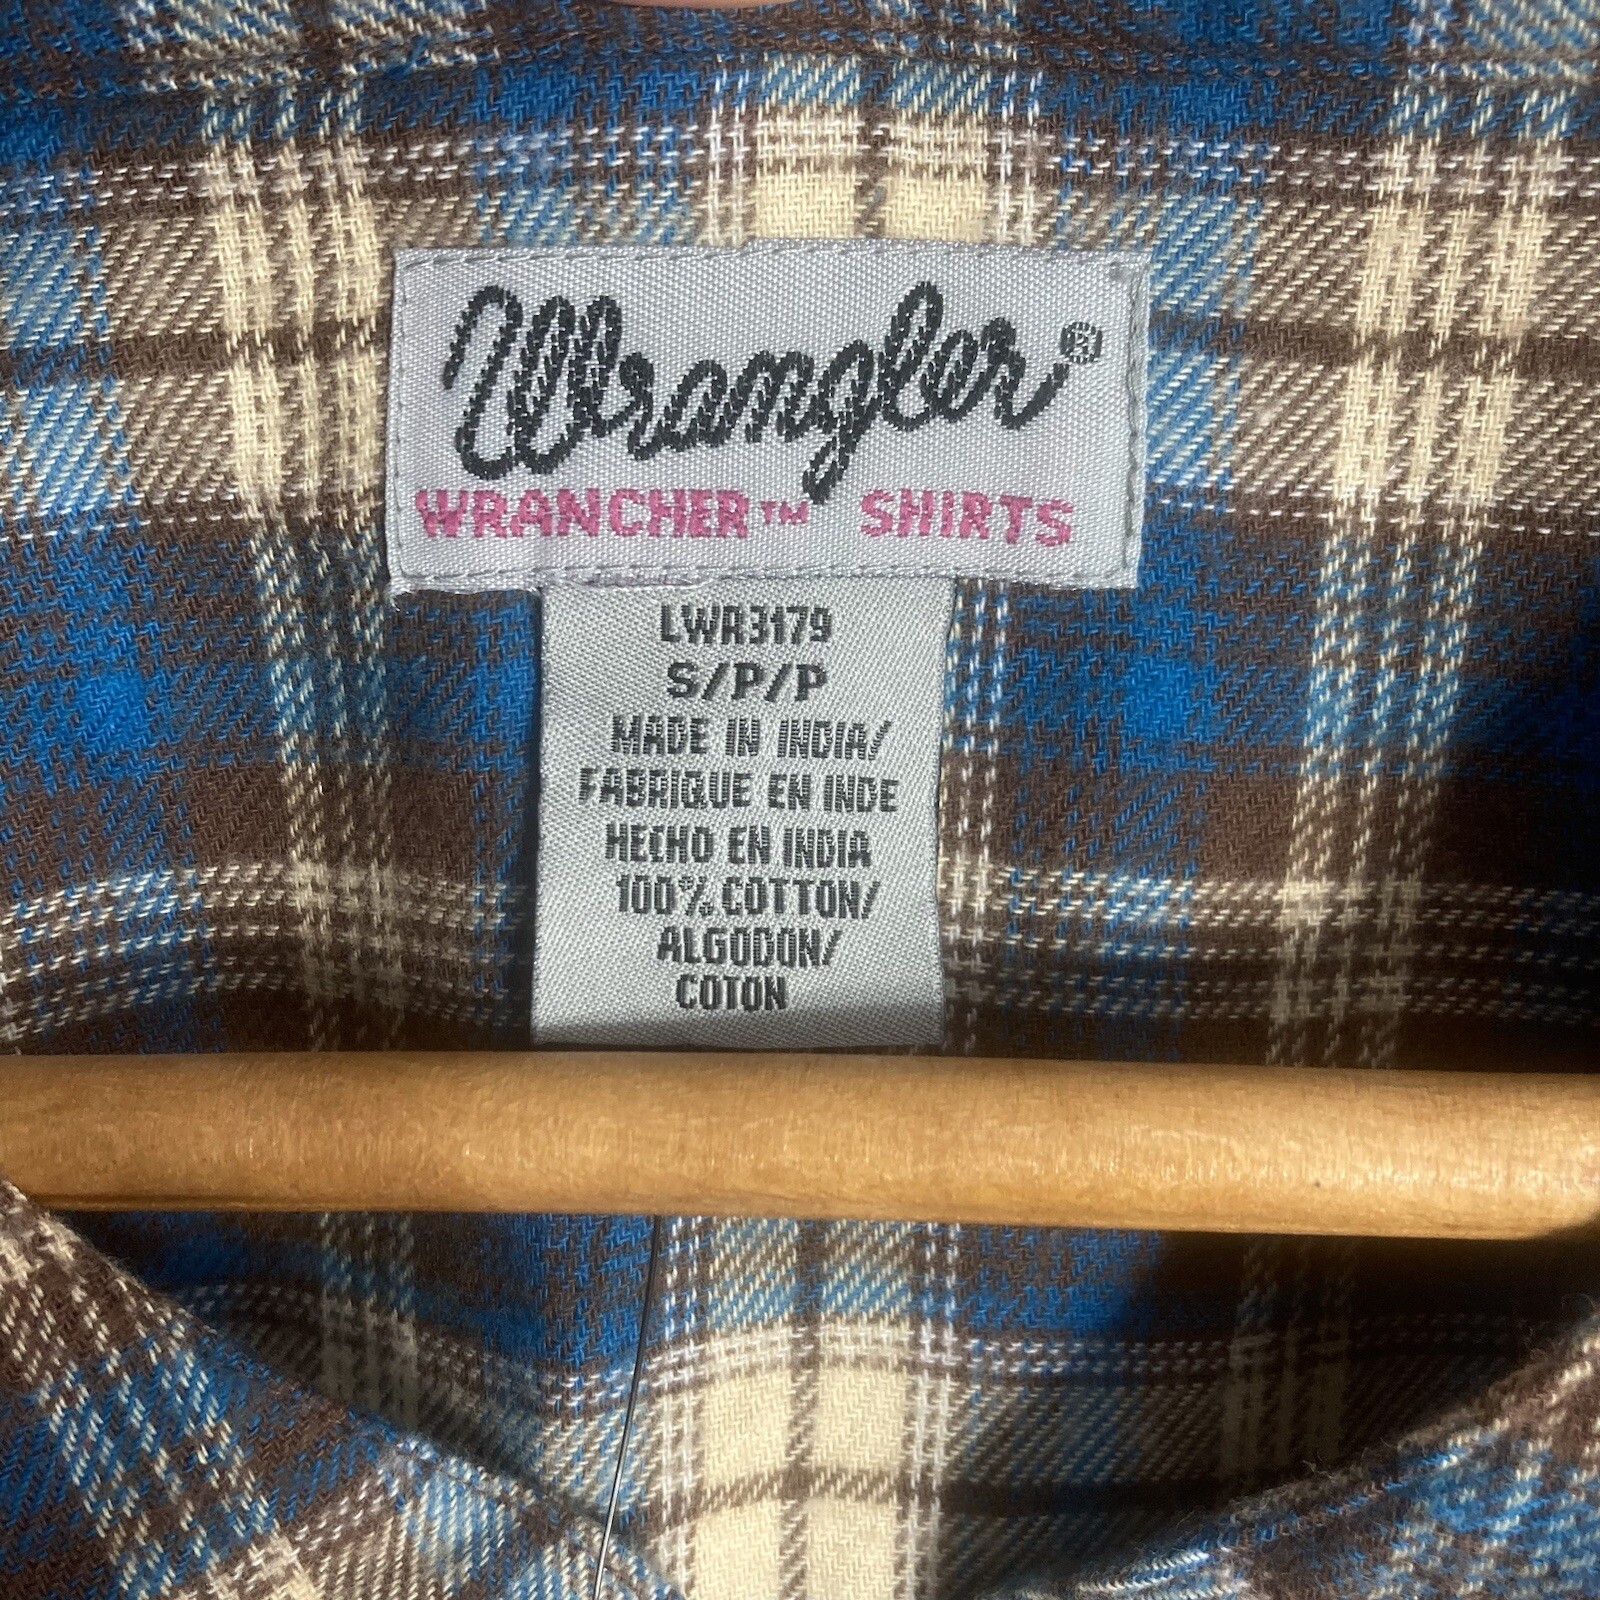 Wrangler®
WRANCHER™ SHIRTS
LWR3179
S/P/P
MADE IN INDIA/
FABRIQUE EN INDE
HECHO EN INDIA
100% COTTON/
ALGODON/
COTON